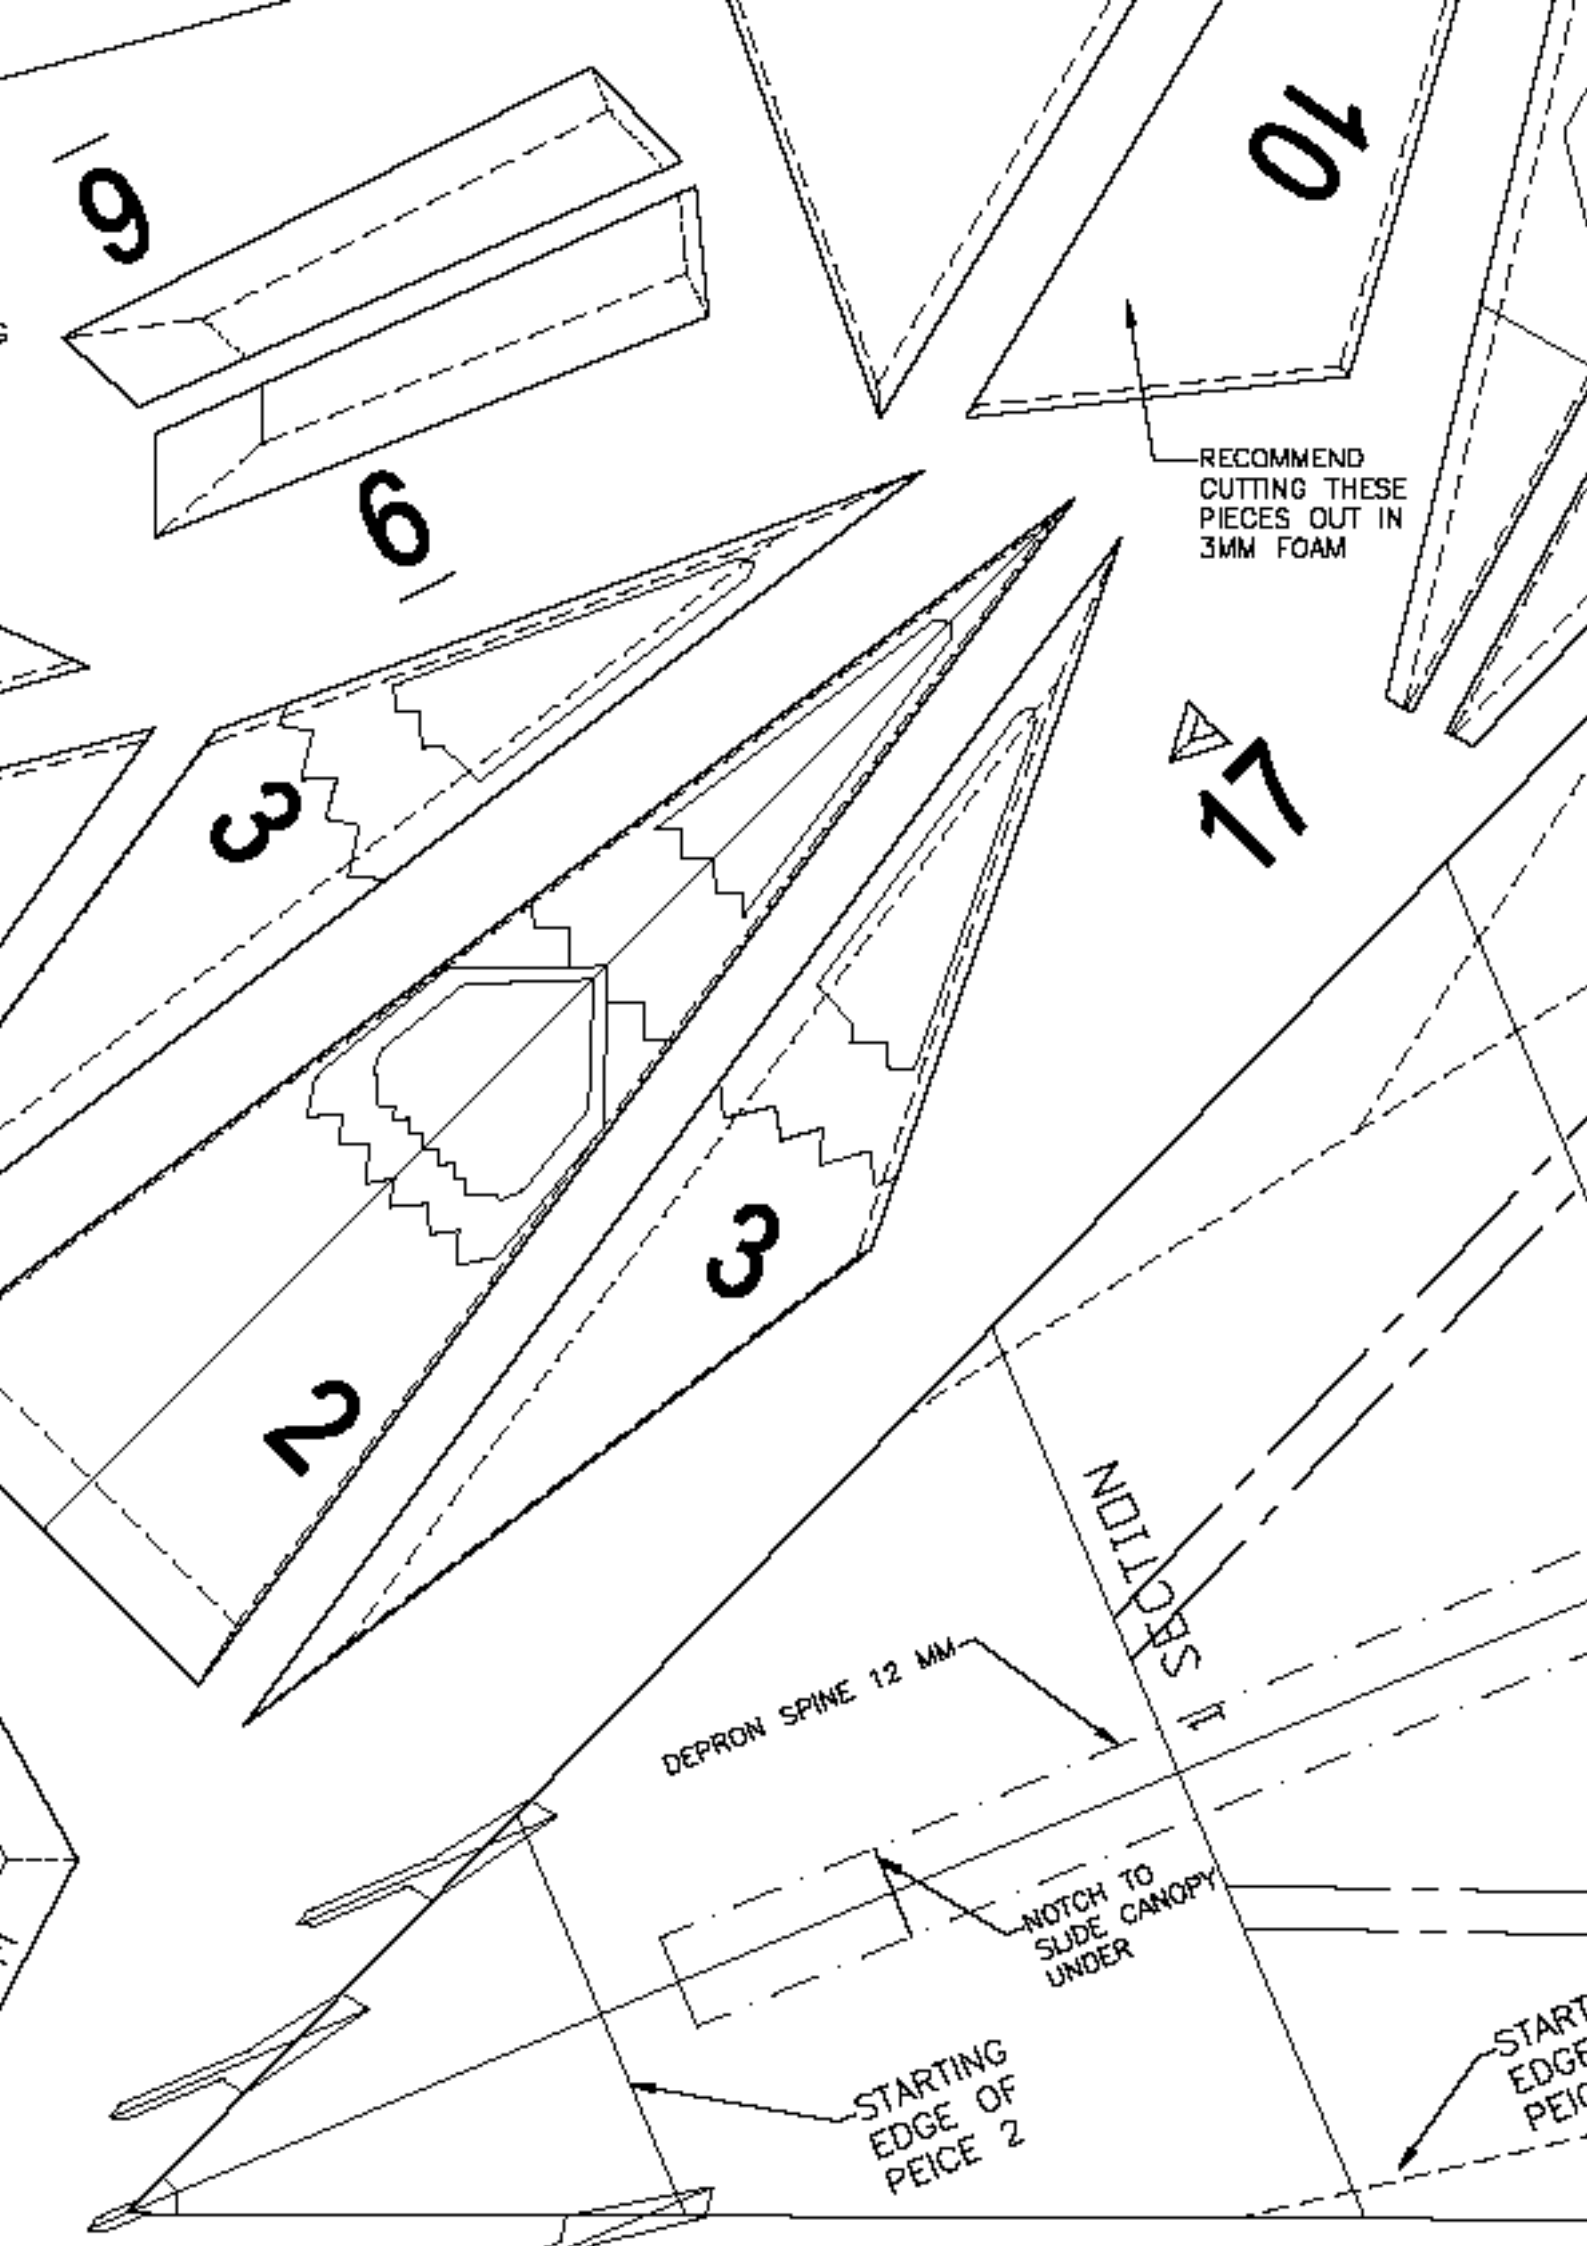 6
10
6
RECOMMEND
CUTTING THESE
PIECES OUT IN
3MM FOAM
3
17
2
3
SECTION
DEPRON SPINE 12 MM
NOTCH TO
SLIDE CANOPY
UNDER
STARTING
EDGE OF
PEICE 2
START
EDGE
PEIC